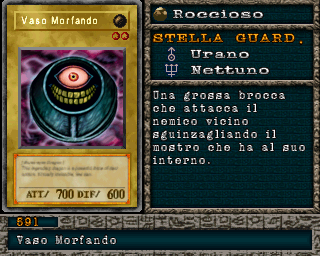 Vaso Morfando
ATT/ 700 DIF/ 600
Roccioso
STELLA GUARD.
Urano
Nettuno
Una grossa brocca
che attacca il
nemico vicino
sguinzagliando il
mostro che ha al suo
interno.
591
Vaso Morfando